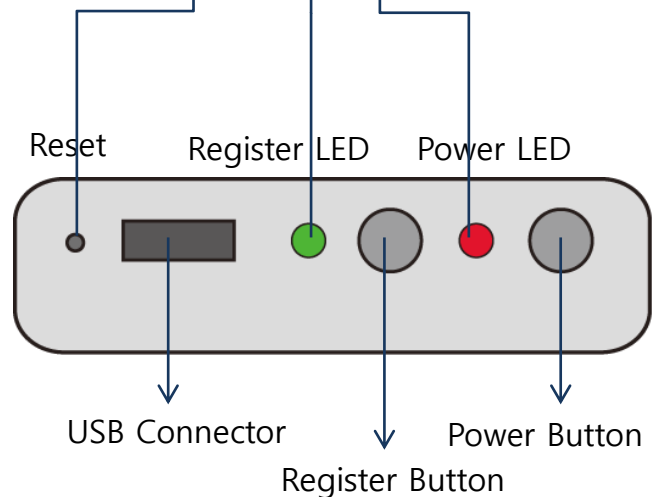 Reset
Register LED
Power LED
USB Connector
Power Button
Register Button